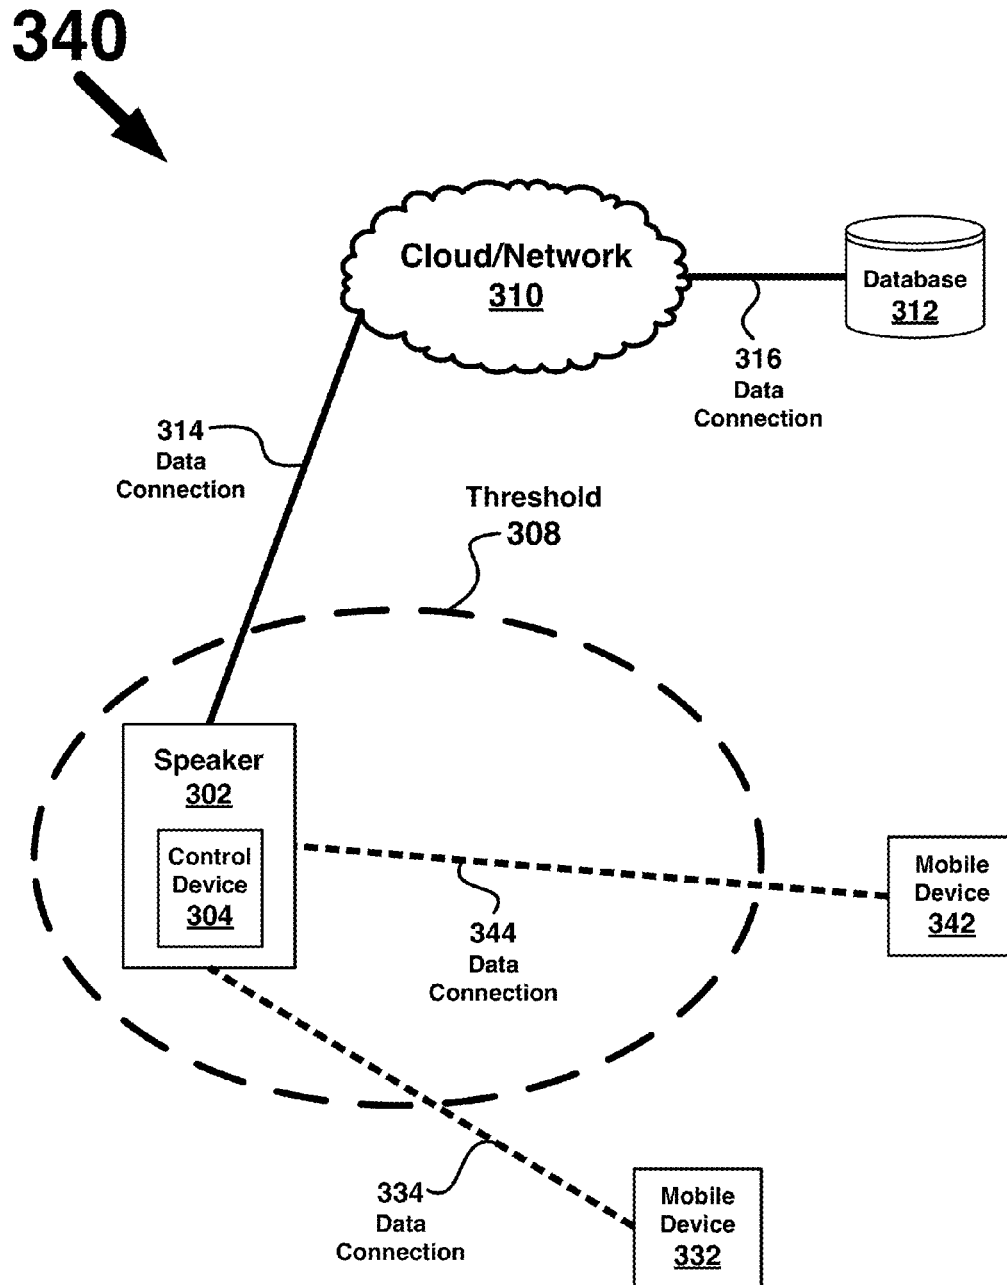 340
Cloud/Network
310
Database
312
316
Data
Connection
314
Data
Connection
Threshold
308
Speaker
302
Control
Device
304
344
Data
Connection
Mobile
Device
342
334
Data
Connection
Mobile
Device
332